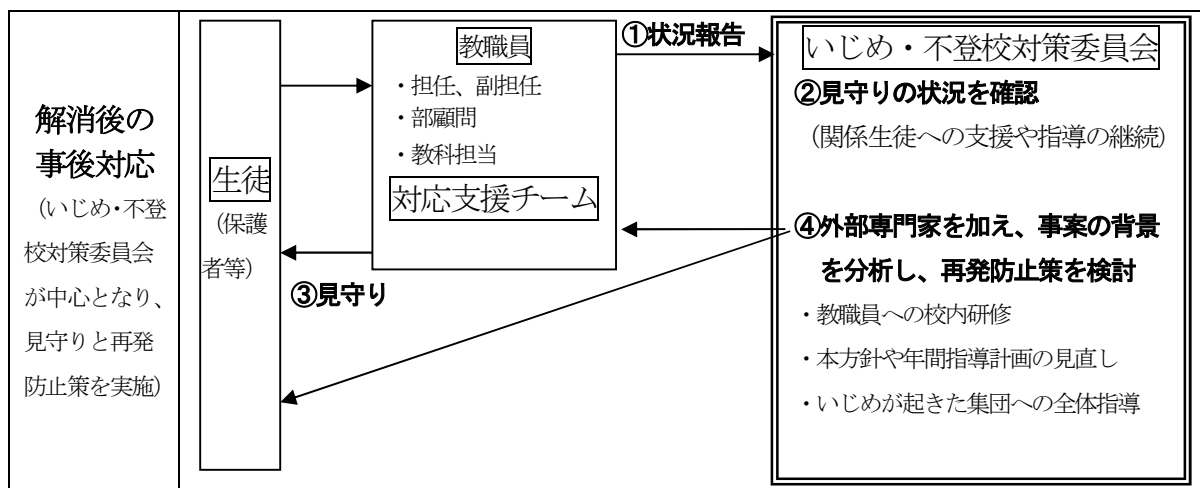 解消後の
事後対応
（いじめ・不登
校対策委員会
が中心となり、
見守りと再発
防止策を実施）
生徒
（保護
者等）
教職員
・担任、副担任
・部顧問
・教科担当
対応支援チーム
①状況報告
③見守り
いじめ・不登校対策委員会
②見守りの状況を確認
（関係生徒への支援や指導の継続）
④外部専門家を加え、事案の背景
を分析し、再発防止策を検討
・教職員への校内研修
・本方針や年間指導計画の見直し
・いじめが起きた集団への全体指導